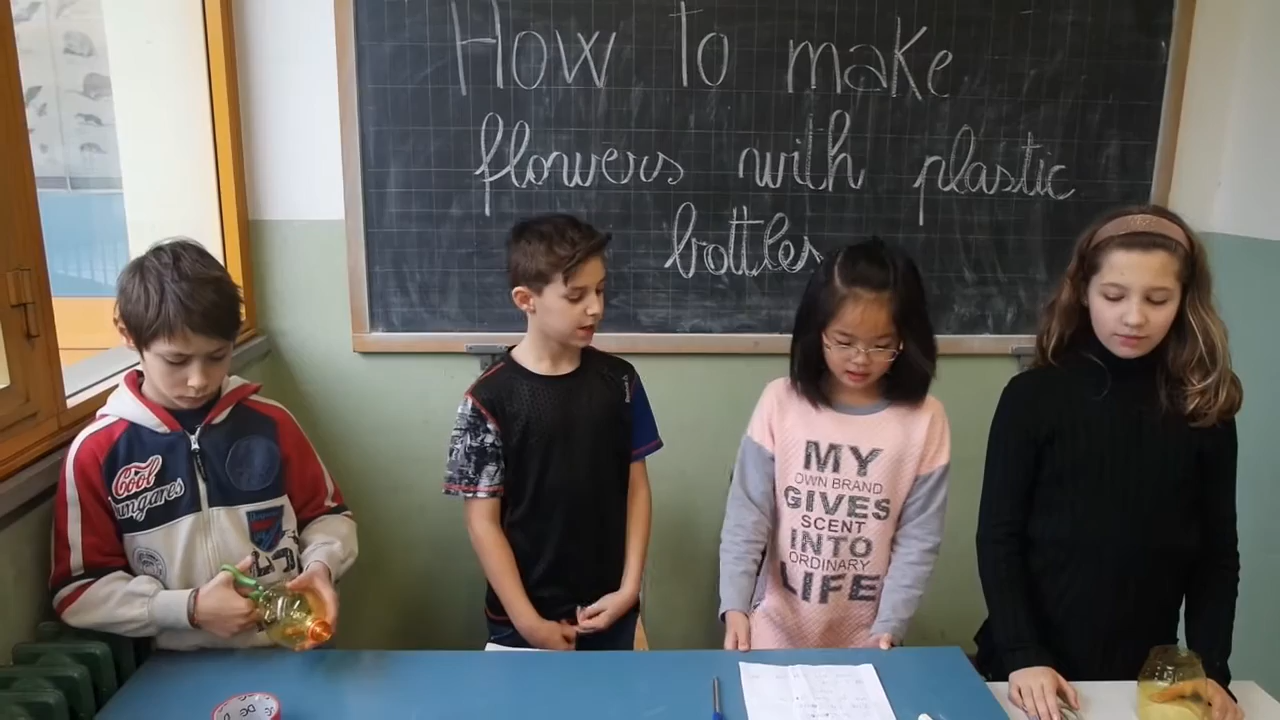 How to make
flowers with plastic
bottles
Cool
MY
OWN BRAND
GIVES
SCENT
INTO
ORDINARY
LIFE